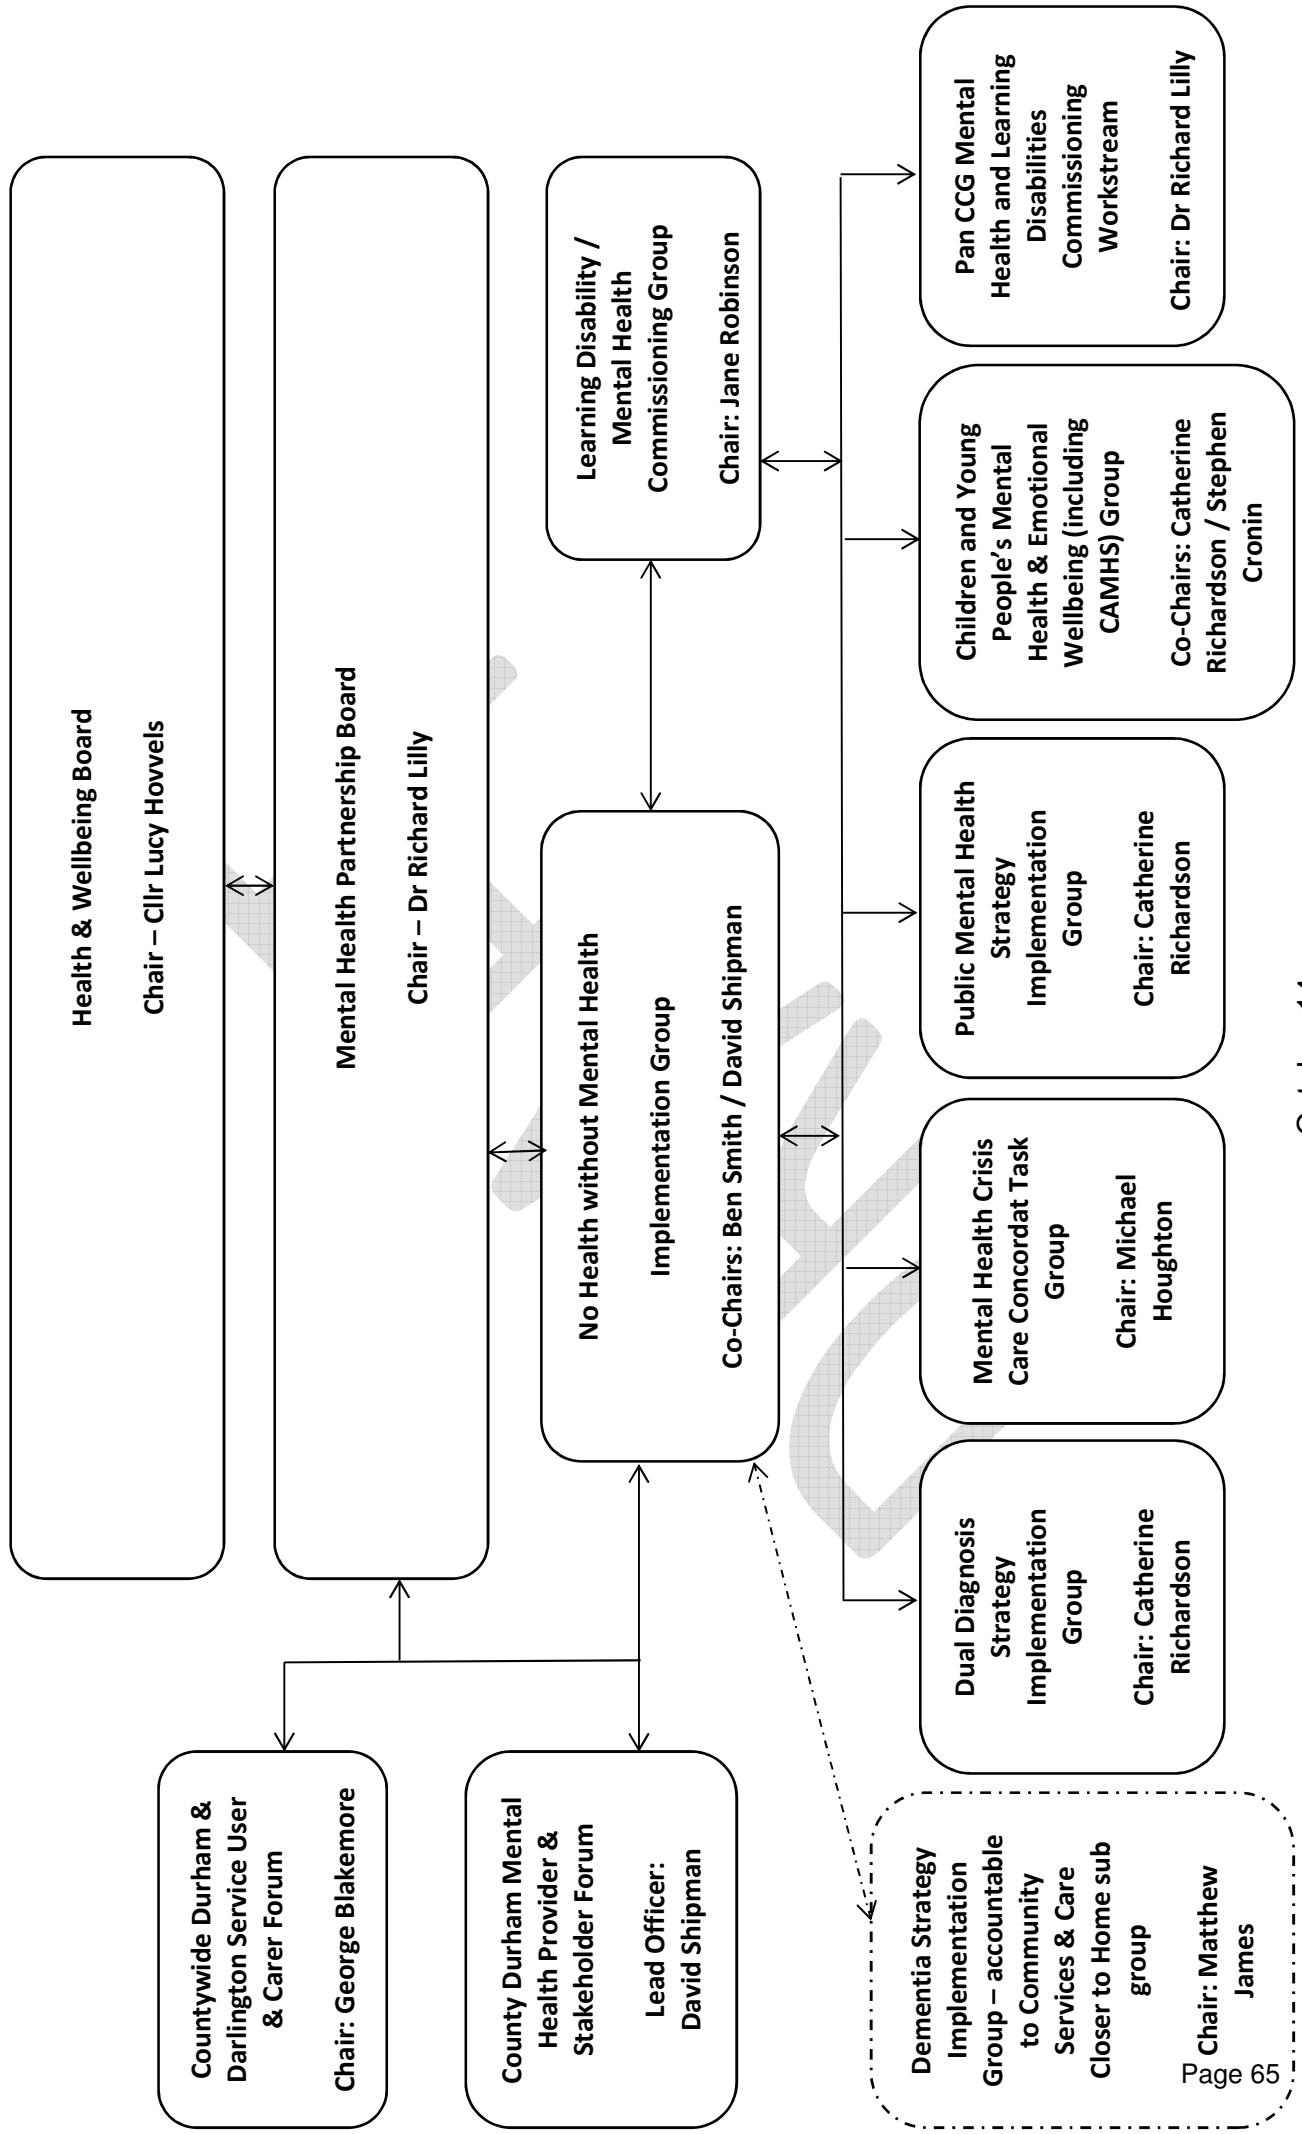 Health & Wellbeing Board
Chair – Cllr Lucy Hovvels
Mental Health Partnership Board
Chair – Dr Richard Lilly
Countywide Durham &
Darlington Service User
& Carer Forum
Chair: George Blakemore
County Durham Mental
Health Provider &
Stakeholder Forum
Lead Officer:
David Shipman
No Health without Mental Health
Implementation Group
Co-Chairs: Ben Smith / David Shipman
Learning Disability /
Mental Health
Commissioning Group
Chair: Jane Robinson
Dementia Strategy
Implementation
Group – accountable
to Community
Services & Care
Closer to Home sub
group
Chair: Matthew
James
Dual Diagnosis
Strategy
Implementation
Group
Chair: Catherine
Richardson
Mental Health Crisis
Care Concordat Task
Group
Chair: Michael
Houghton
Public Mental Health
Strategy
Implementation
Group
Chair: Catherine
Richardson
Children and Young
People’s Mental
Health & Emotional
Wellbeing (including
CAMHS) Group
Co-Chairs: Catherine
Richardson / Stephen
Cronin
Pan CCG Mental
Health and Learning
Disabilities
Commissioning
Workstream
Chair: Dr Richard Lilly
Page 65